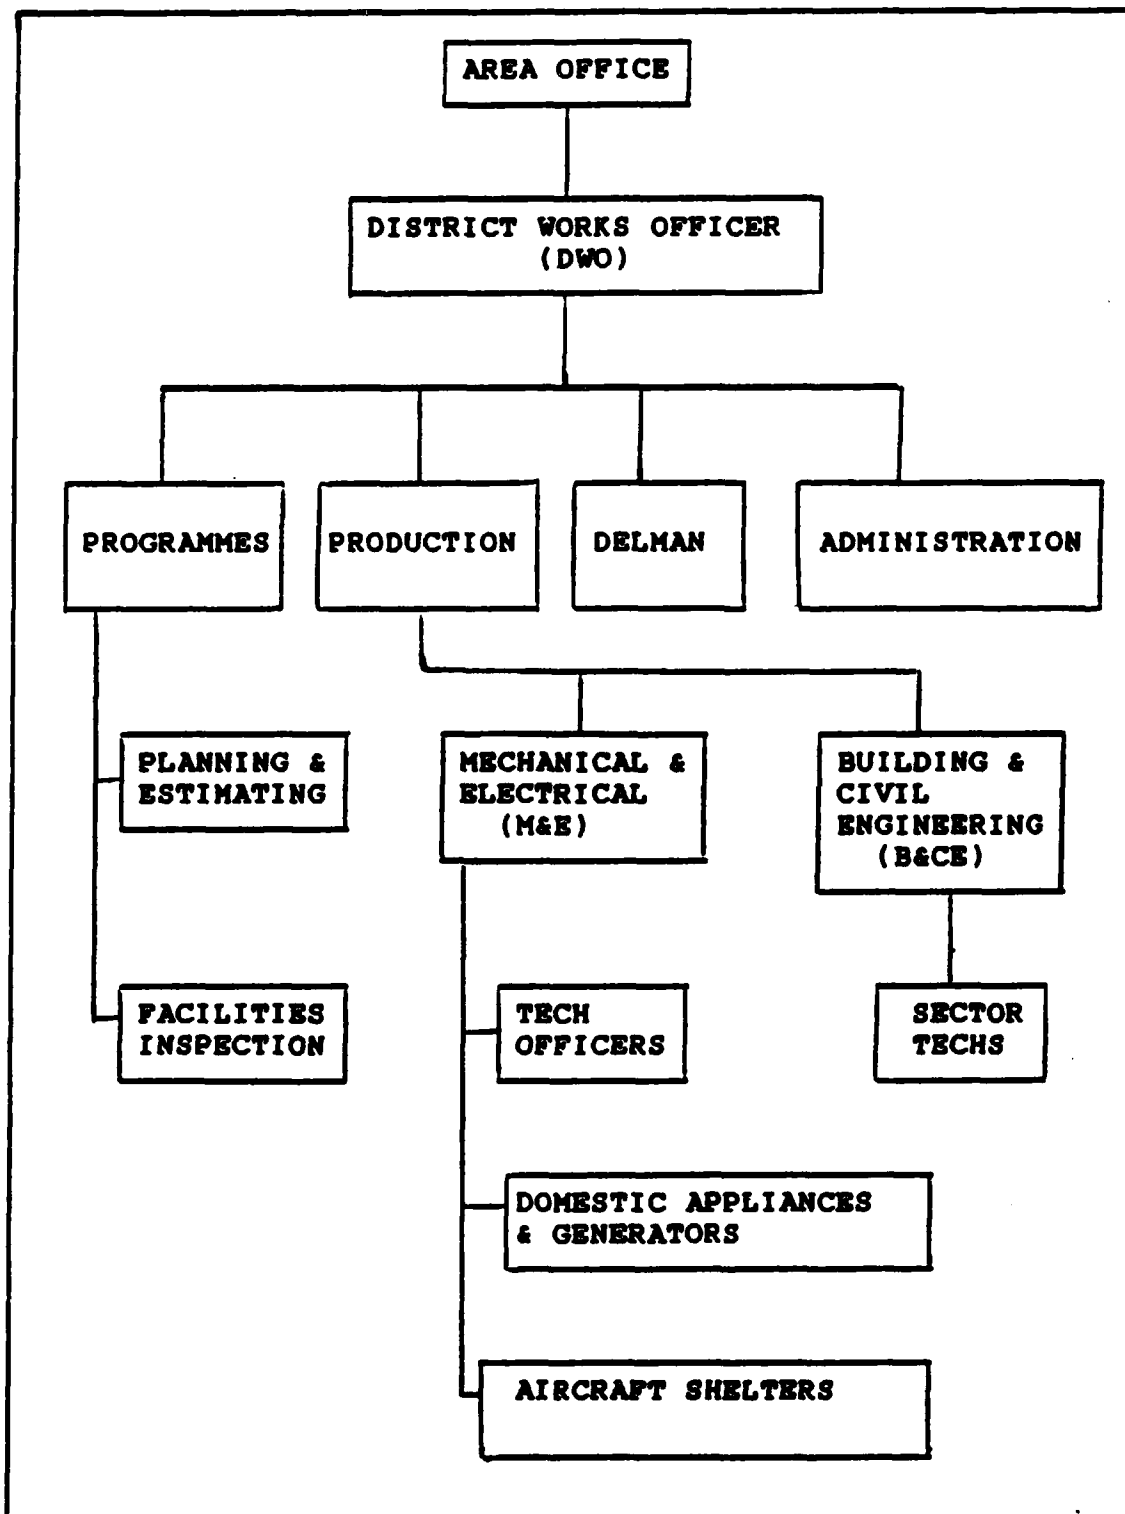 AREA OFFICE
DISTRICT WORKS OFFICER
(DWO)
PROGRAMMES
PRODUCTION
DELMAN
ADMINISTRATION
PLANNING &
ESTIMATING
MECHANICAL &
ELECTRICAL
(M&E)
BUILDING &
CIVIL
ENGINEERING
(B&CE)
FACILITIES
INSPECTION
TECH
OFFICERS
SECTOR
TECHS
DOMESTIC APPLIANCES
& GENERATORS
AIRCRAFT SHELTERS